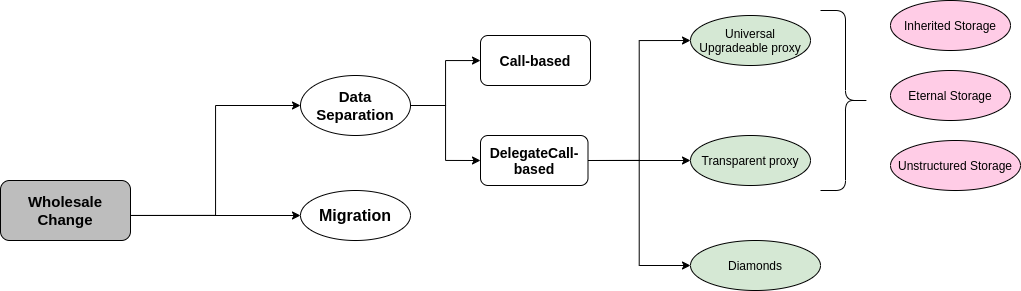 Wholesale
Change
Data
Separation
Migration
Call-based
DelegateCall-
based
Universal
Upgradeable proxy
Transparent proxy
Diamonds
Inherited Storage
Eternal Storage
Unstructured Storage